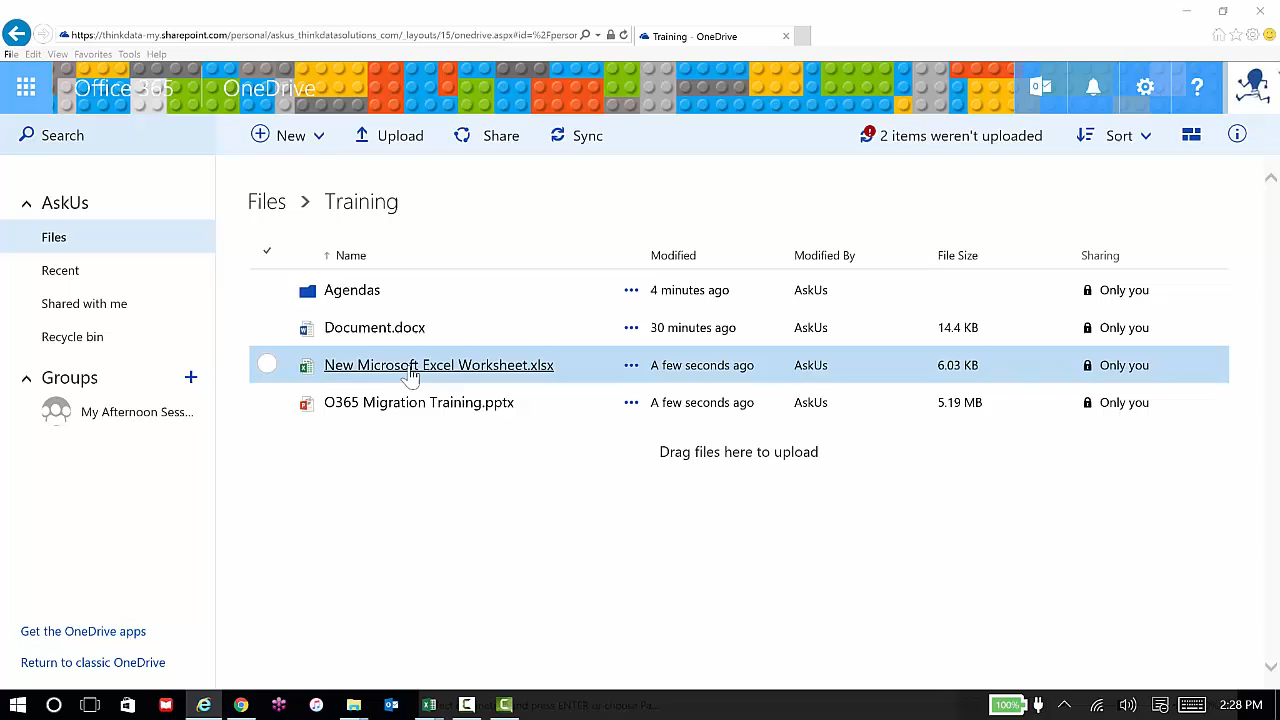 https://thinkdata-my.sharepoint.com/personal/askus_thinkdatasolutions_com/_layouts/15/onedrive.aspx#id=%2Fperson
Training - OneDrive
File Edit View Favorites Tools Help
Office 365 OneDrive
Search
New Upload Share Sync
2 items weren't uploaded
Sort
AskUs
Files
Recent
Shared with me
Recycle bin
Groups +
My Afternoon Sess...
Get the OneDrive apps
Return to classic OneDrive
Files > Training
Name Modified Modified By File Size Sharing
Agendas 4 minutes ago AskUs Only you
Document.docx 30 minutes ago AskUs 14.4 KB Only you
New Microsoft Excel Worksheet.xlsx A few seconds ago AskUs 6.03 KB Only you
O365 Migration Training.pptx A few seconds ago AskUs 5.19 MB Only you
Drag files here to upload
and press ENTER or choose Pa...
100%
2:28 PM